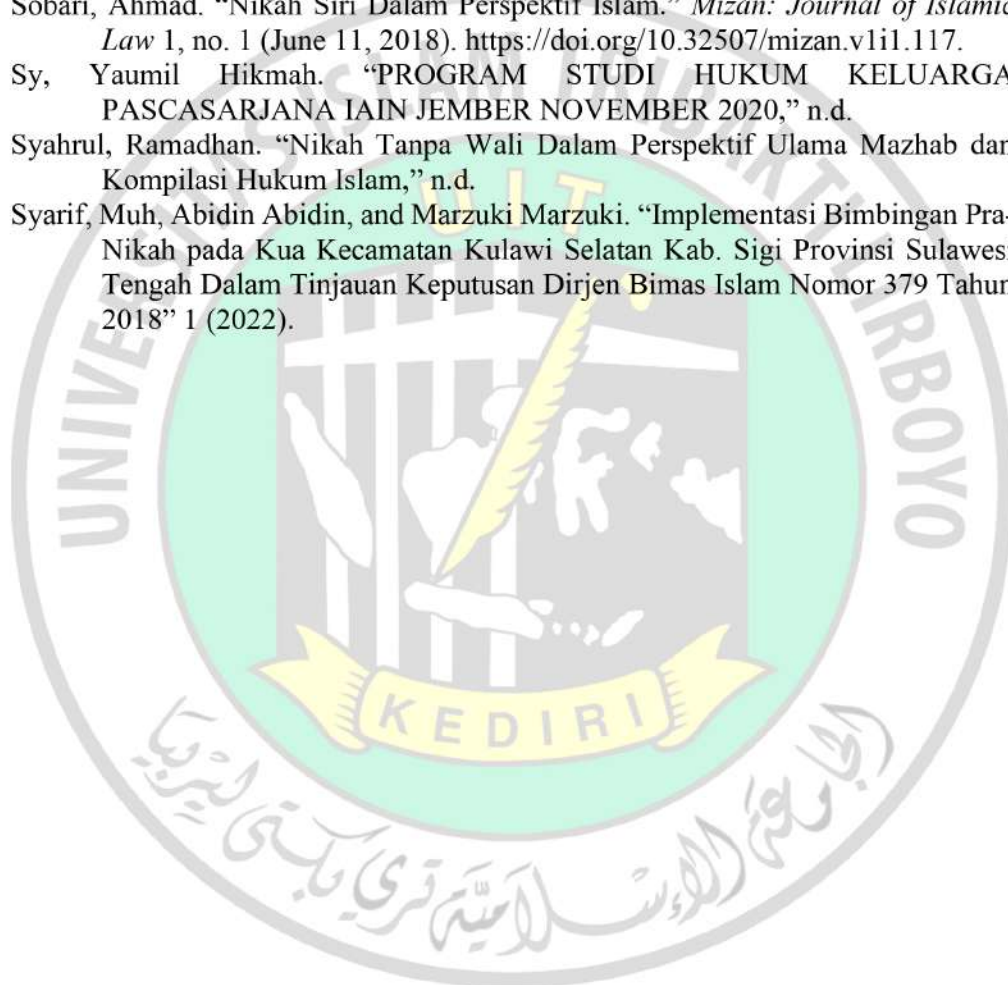 Sobari, Ahmad. “Nikah Siri Dalam Perspektif Islam.” Mizan: Journal of Islamic
Law 1, no. 1 (June 11, 2018). https://doi.org/10.32507/mizan.v1i1.117.
Sy, Yaumil Hikmah. “PROGRAM STUDI HUKUM KELUARGA
PASCASARJANA IAIN JEMBER NOVEMBER 2020,” n.d.
Syahrul, Ramadhan. “Nikah Tanpa Wali Dalam Perspektif Ulama Mazhab dan
Kompilasi Hukum Islam,” n.d.
Syarif, Muh, Abidin Abidin, and Marzuki Marzuki. “Implementasi Bimbingan Pra-
Nikah pada Kua Kecamatan Kulawi Selatan Kab. Sigi Provinsi Sulawesi
Tengah Dalam Tinjauan Keputusan Dirjen Bimas Islam Nomor 379 Tahun
2018” 1 (2022).
UNIVERSITAS ISLAM TRIBAKTI LIRBOYO
UIT
KEDIRI